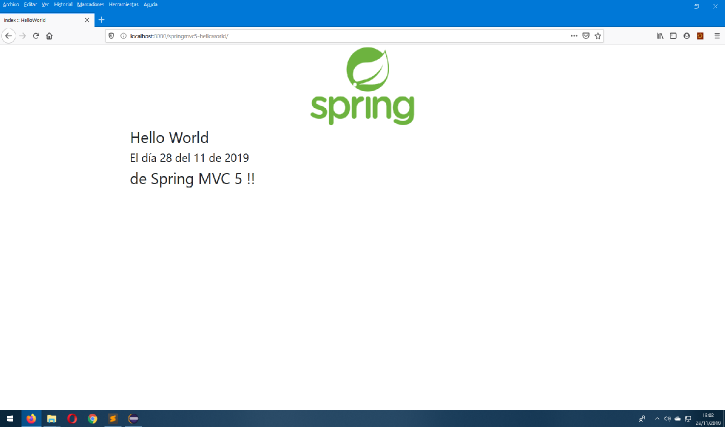 Archivo Editar Ver Historial Marcadores Herramientas Ayuda
Index : HelloWorld
localhost:8080/springmvc5-helloworld/
spring
Hello World
El día 28 del 11 de 2019
de Spring MVC 5 !!
28/11/2019